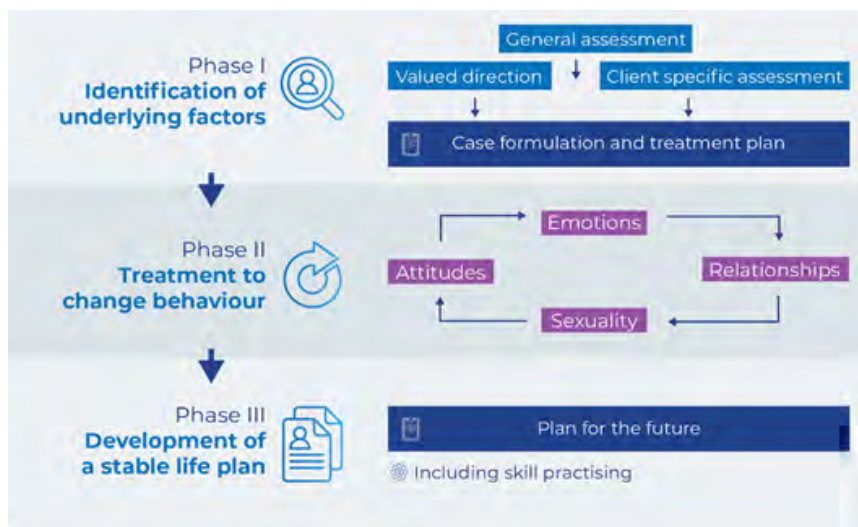 Phase I
Identification of
underlying factors
General assessment
Valued direction
Client specific assessment
Case formulation and treatment plan
Phase II
Treatment to
change behaviour
Emotions
Attitudes
Relationships
Sexuality
Phase III
Development of
a stable life plan
Plan for the future
Including skill practising